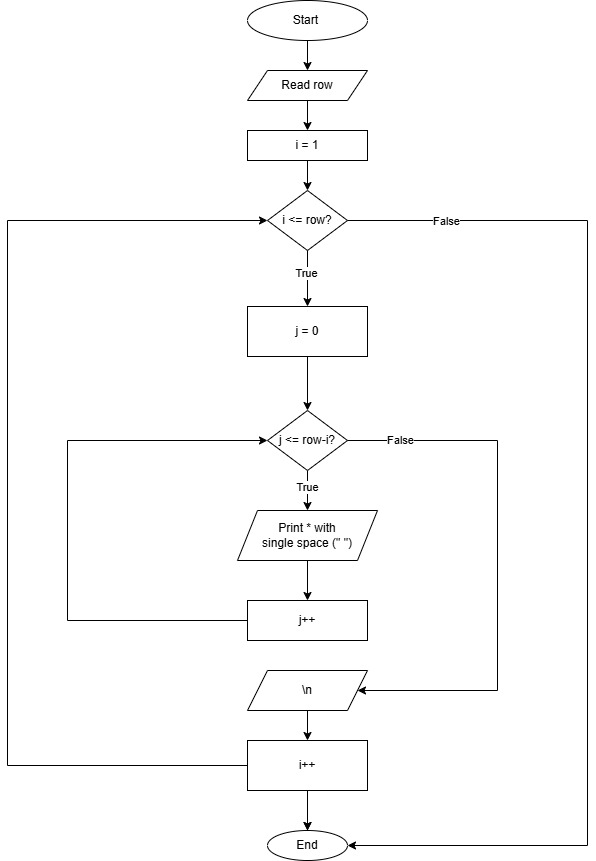 Start
Read row
i = 1
i <= row?
False
True
j = 0
j <= row-i?
False
True
Print * with
single space (" ")
j++
\n
i++
End